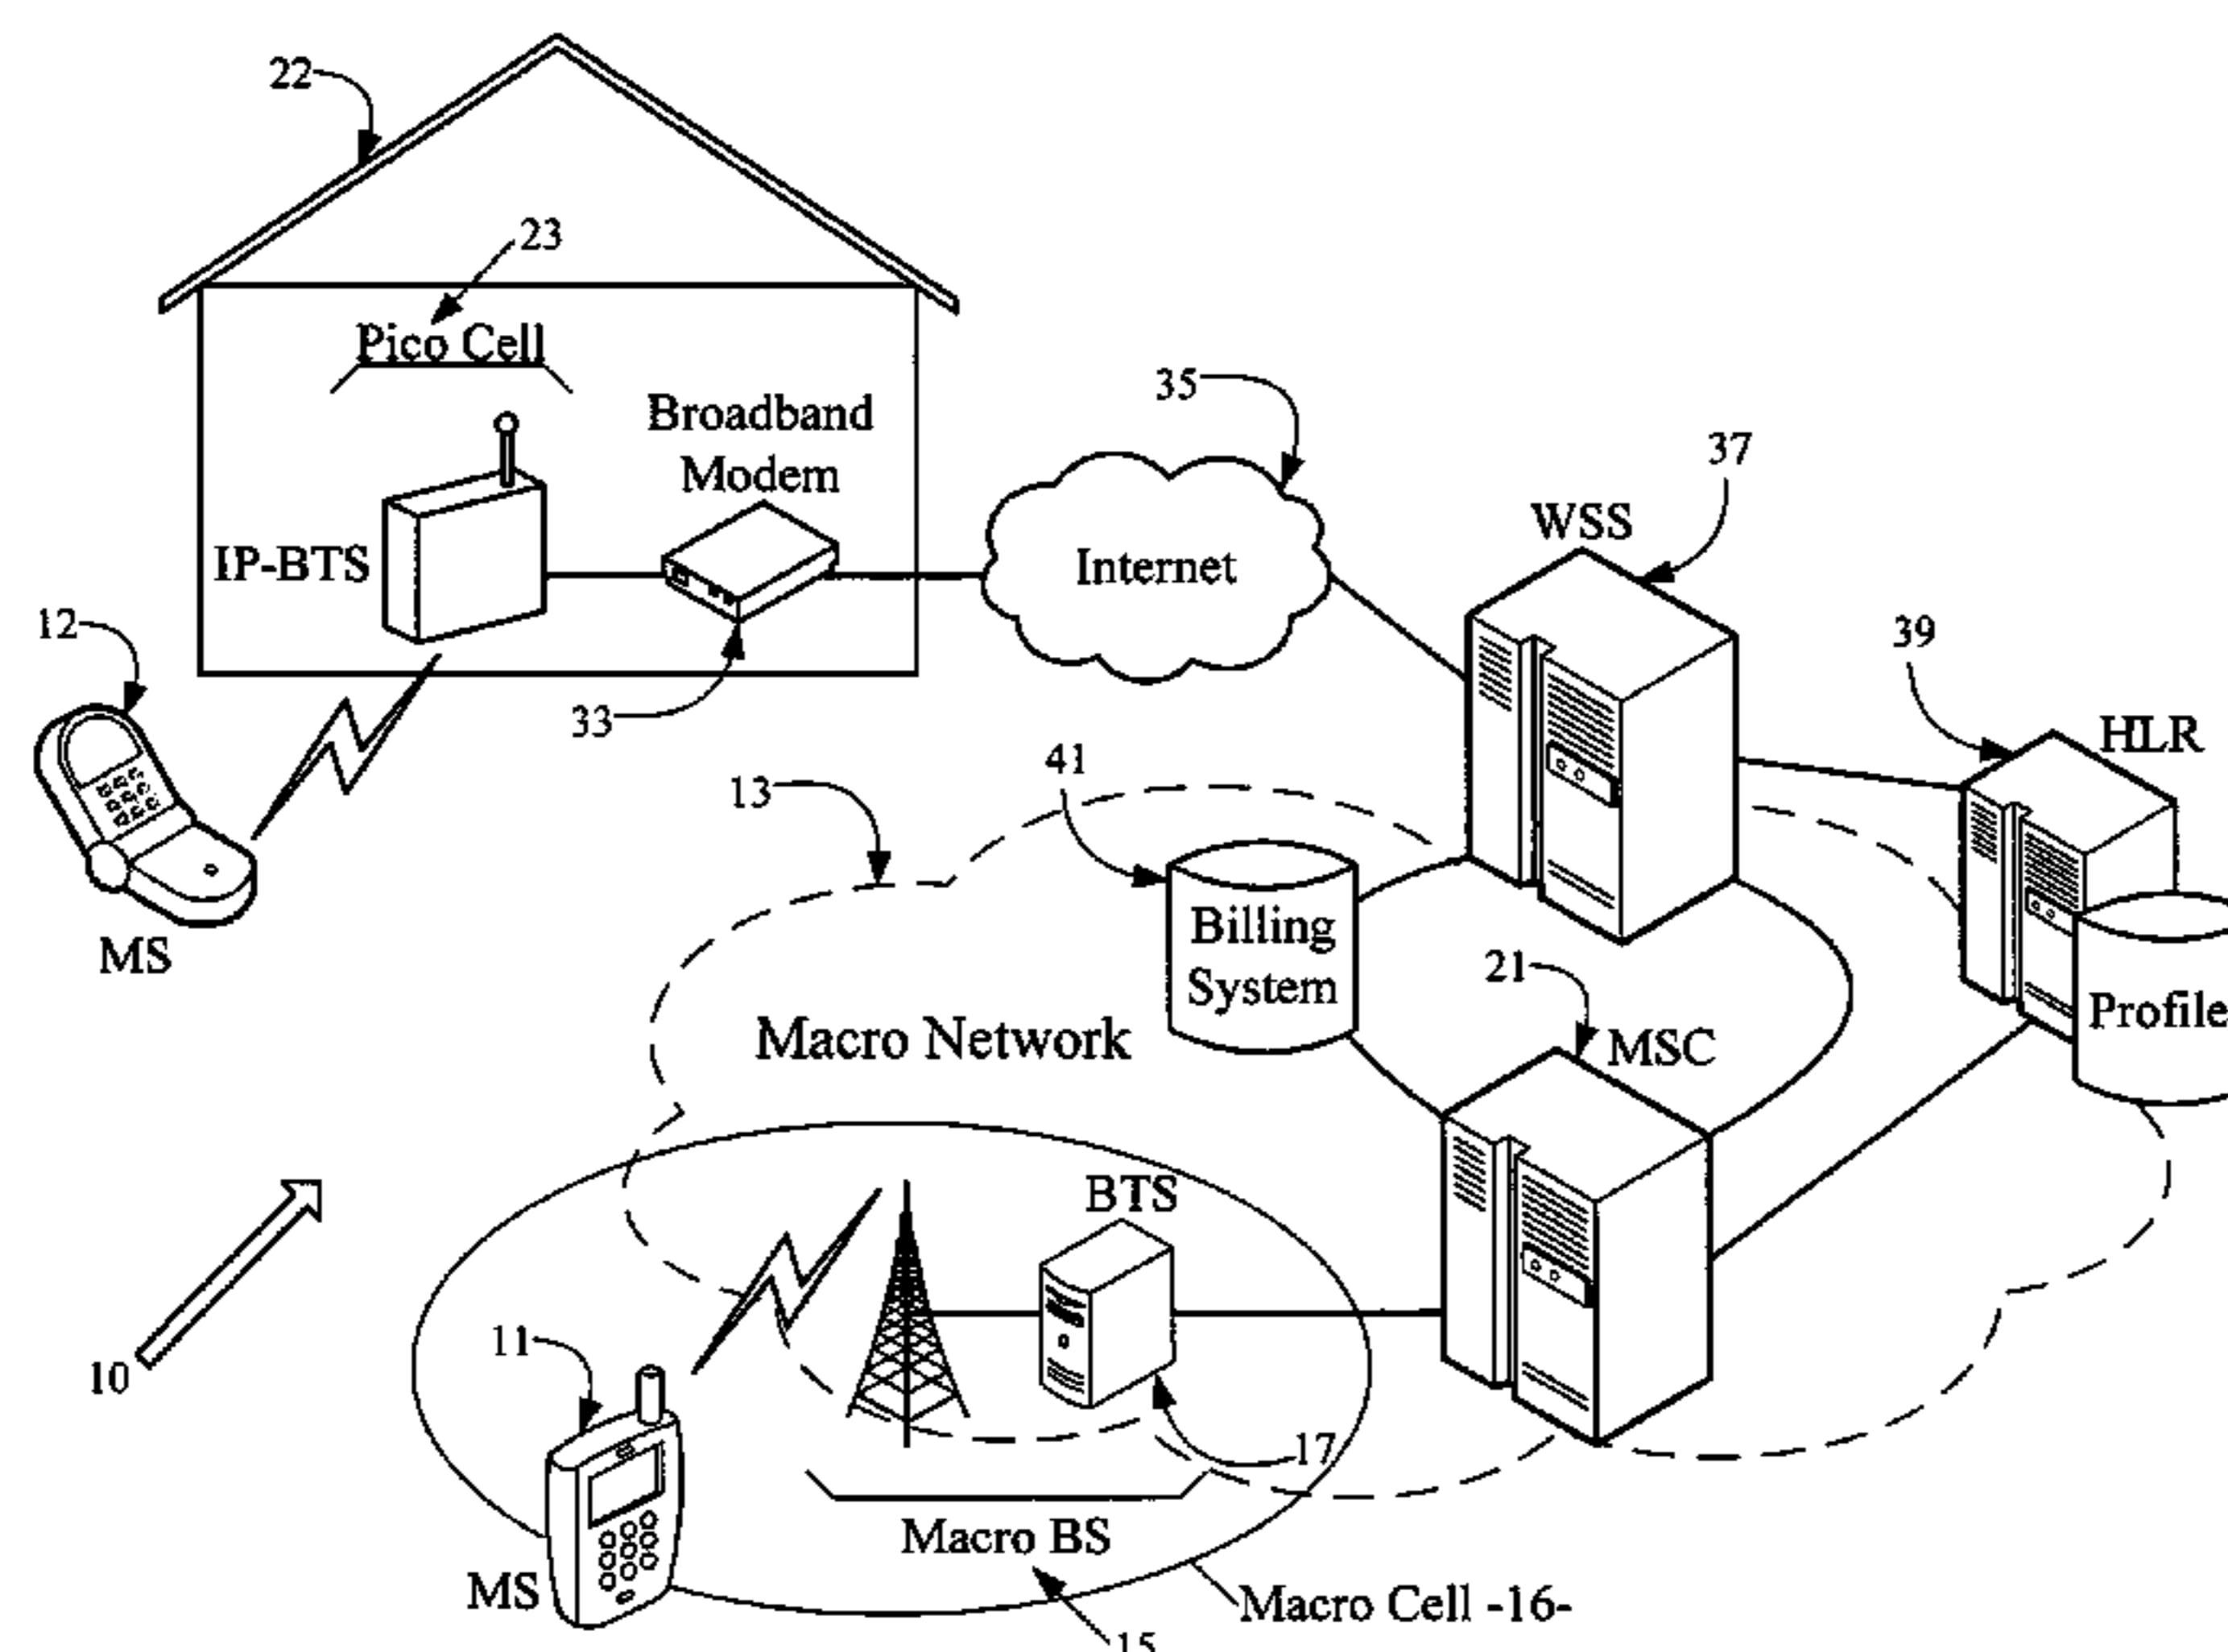 22
23
Pico Cell
Broadband
Modem
IP-BTS
35
Internet
37
WSS
12
33
39
HLR
41
13
MS
Billing
System
21
MSC
Profile
Macro Network
BTS
11
10
17
Macro BS
MS
Macro Cell -16-
15